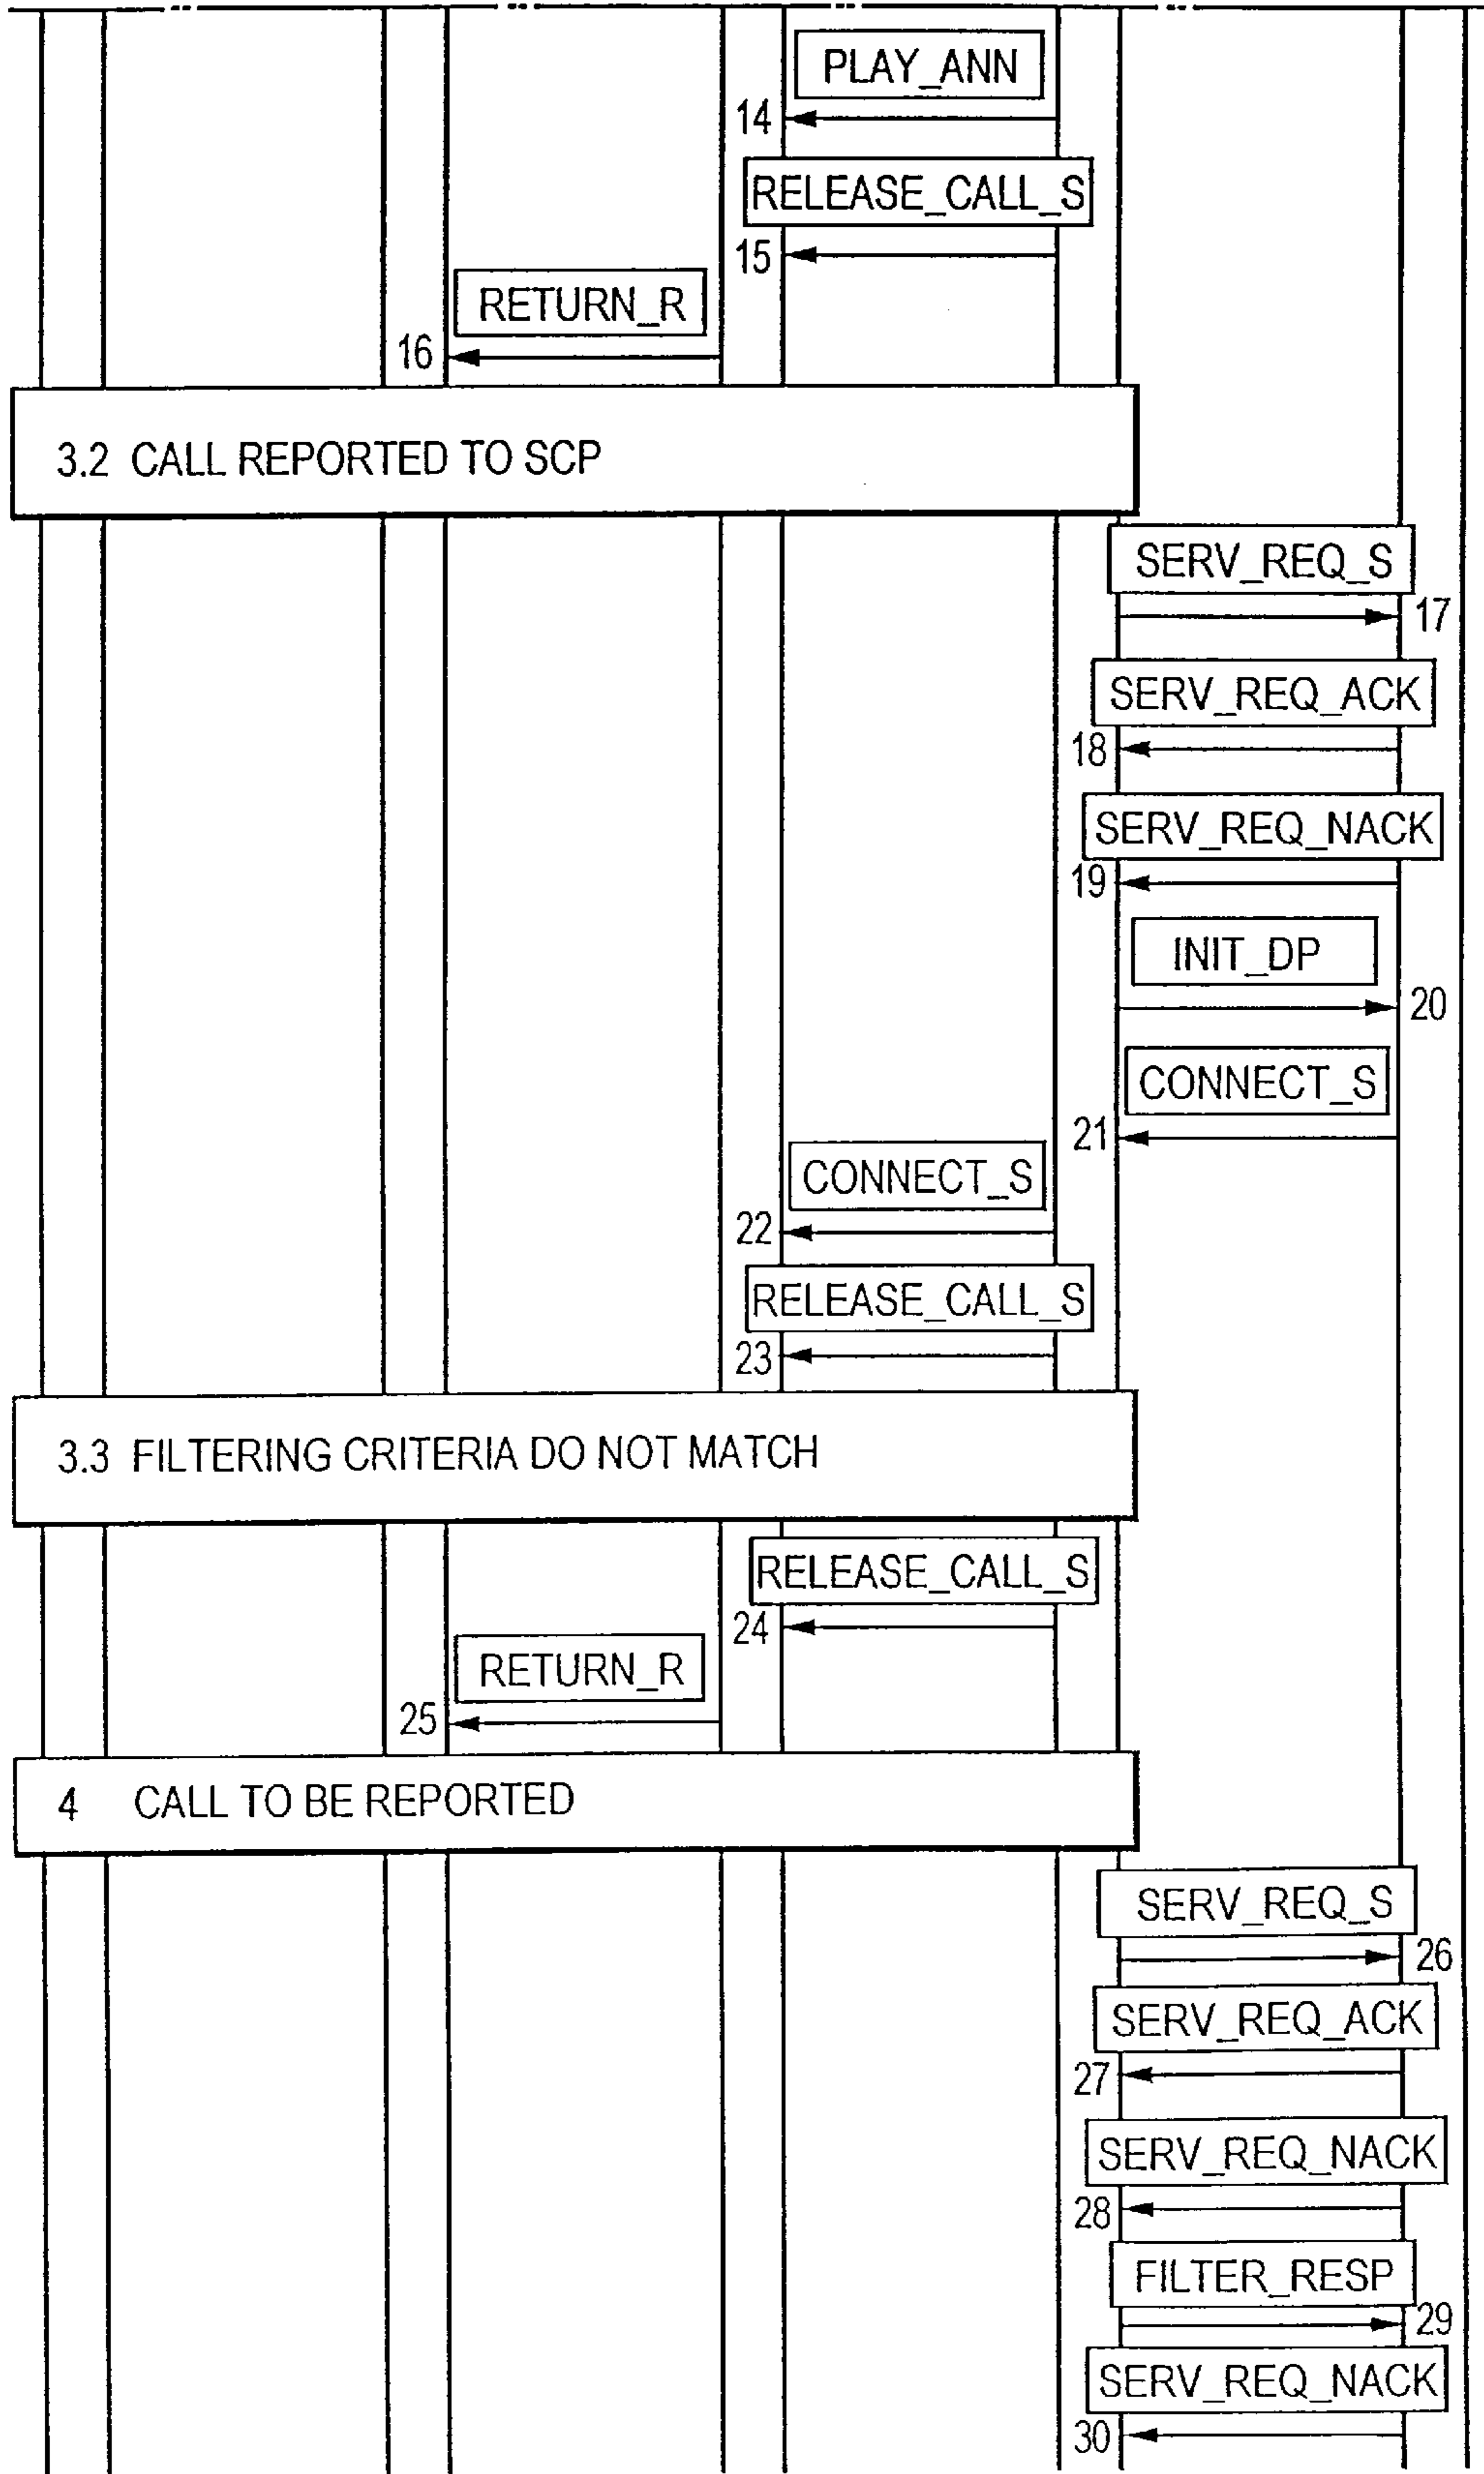 PLAY_ANN
14
RELEASE_CALL_S
15
RETURN_R
16
3.2 CALL REPORTED TO SCP
SERV_REQ_S
17
SERV_REQ_ACK
18
SERV_REQ_NACK
19
INIT_DP
20
CONNECT_S
21
CONNECT_S
22
RELEASE_CALL_S
23
3.3 FILTERING CRITERIA DO NOT MATCH
RELEASE_CALL_S
24
RETURN_R
25
4 CALL TO BE REPORTED
SERV_REQ_S
26
SERV_REQ_ACK
27
SERV_REQ_NACK
28
FILTER_RESP
29
SERV_REQ_NACK
30